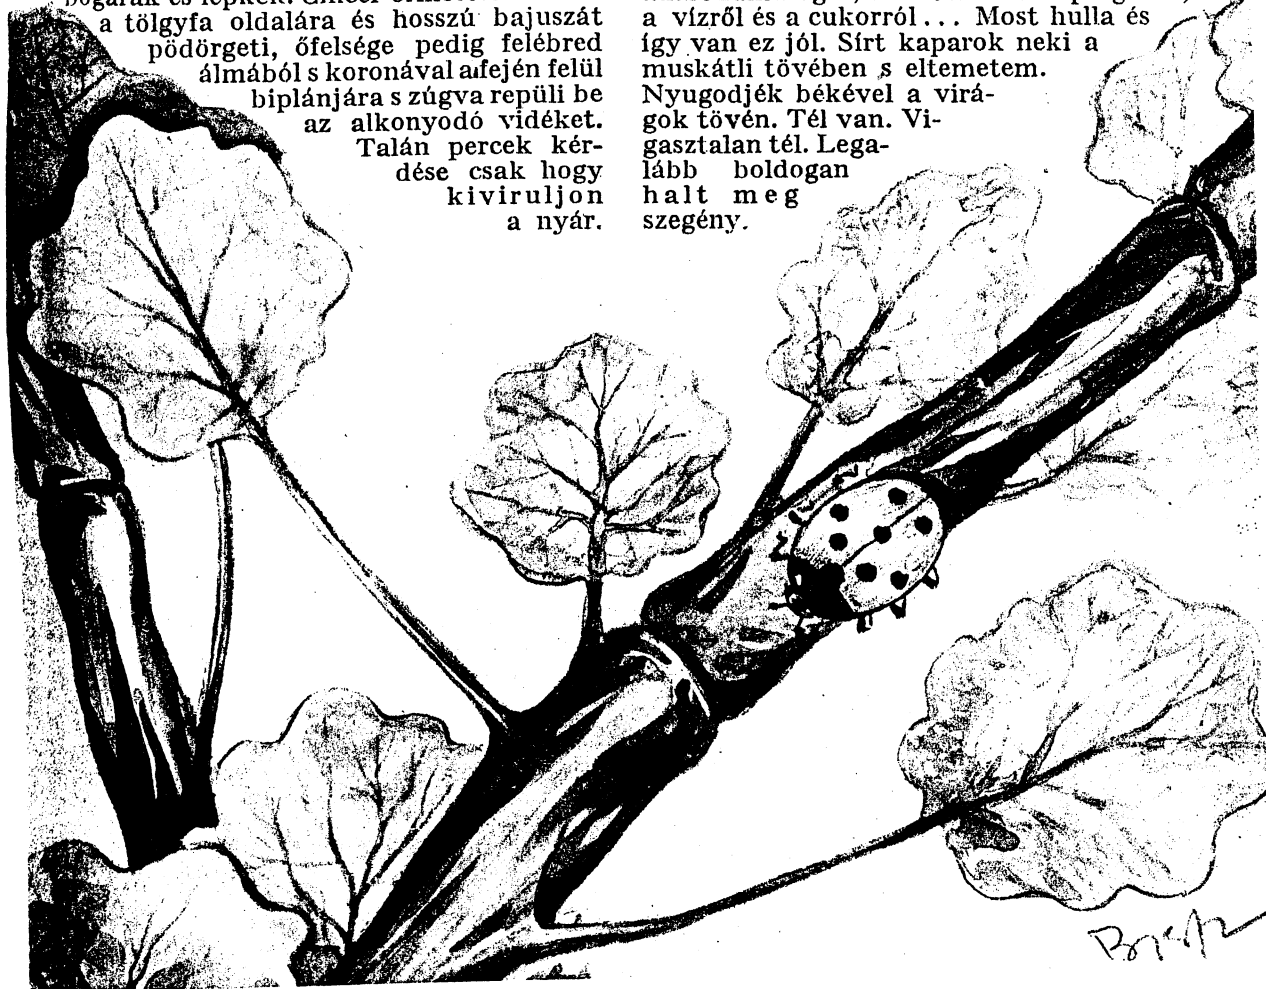 a tölgyfa oldalára és hosszú bajuszát
pödörgeti, őfelsége pedig felébred
álmából s koronával a fején felül
biplánjára s zúgva repüli be
az alkonyodó vidéket.
Talán percek kér-
dése csak hogy
kiviruljon
a nyár.
a vízről és a cukorról... Most hulla és
így van ez jól. Sírt kaparok neki a
muskátli tövében s eltemetem.
Nyugodjék békével a virá-
gok tövén. Tél van. Vi-
gasztalan tél. Lega-
lább boldogan
halt meg
szegény.